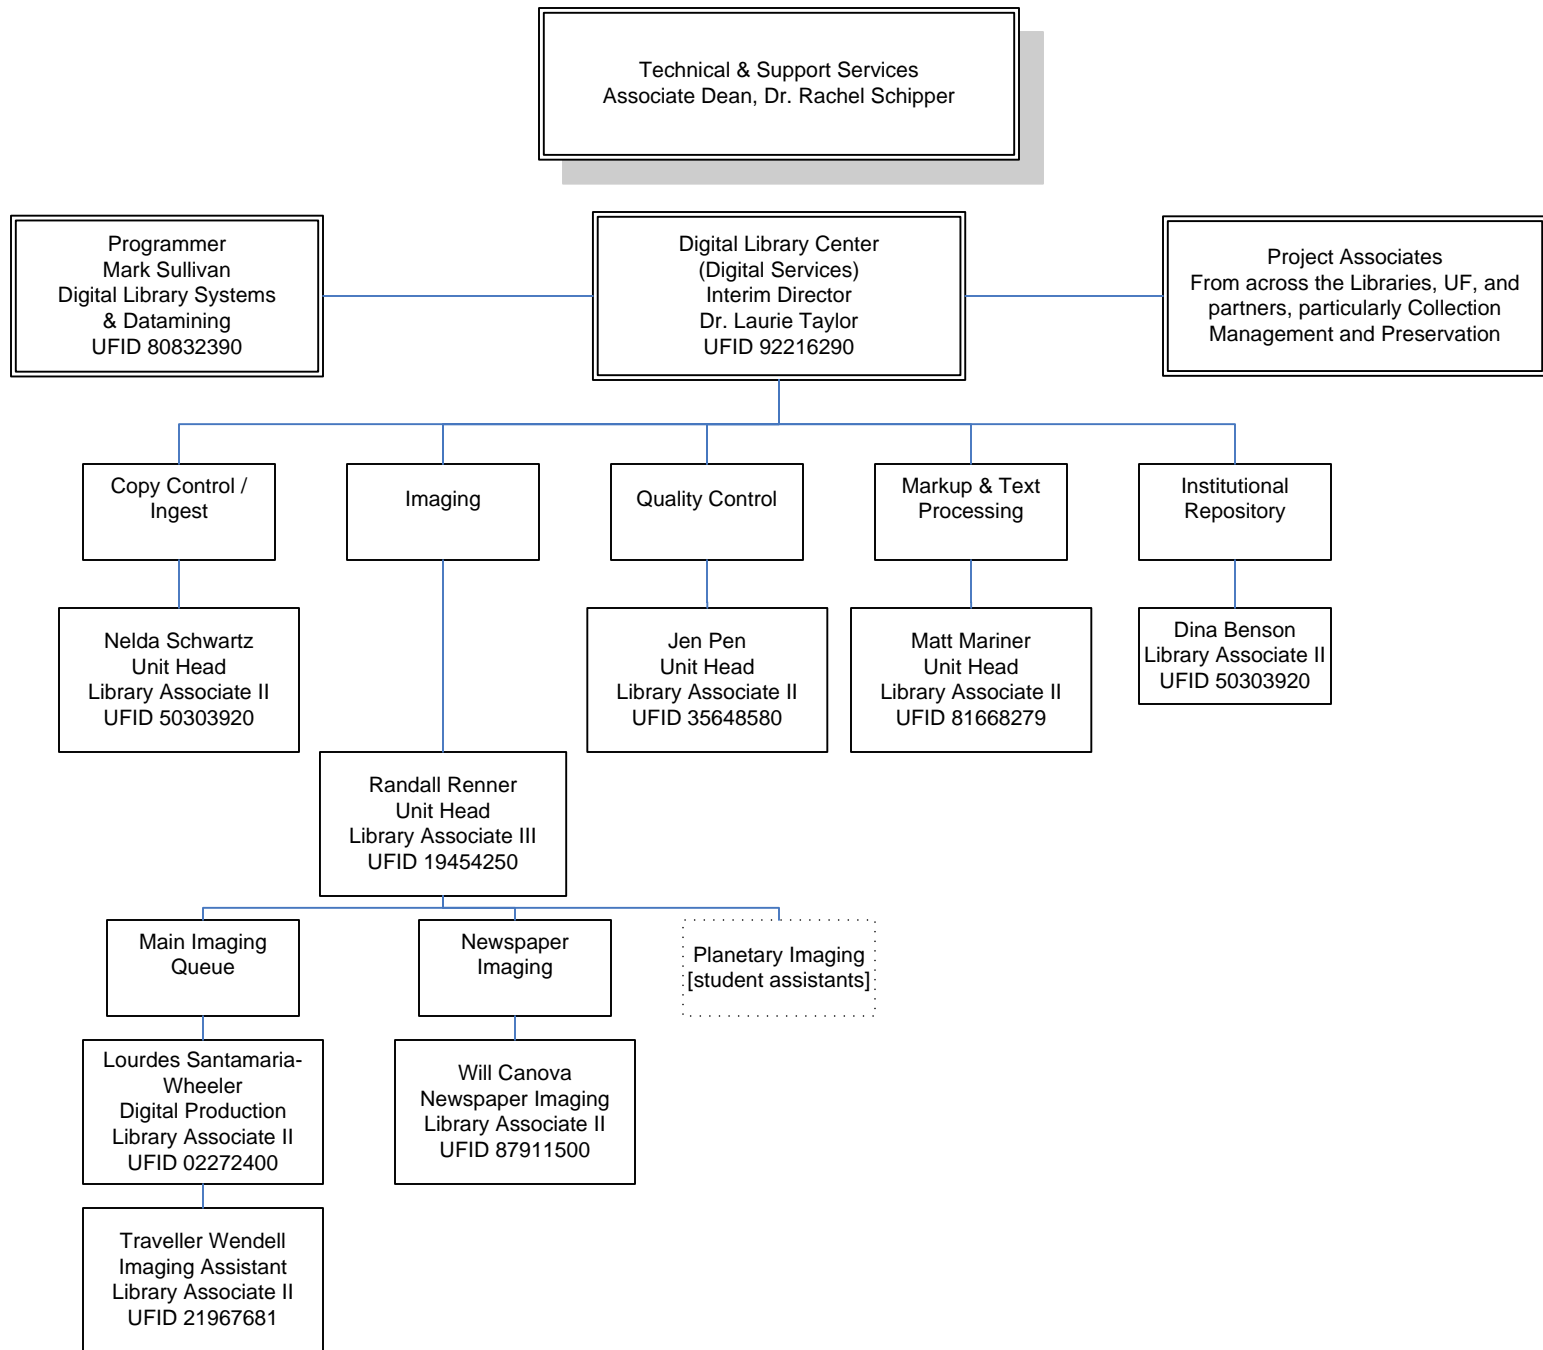 Technical & Support Services
Associate Dean, Dr. Rachel Schipper
Programmer
Mark Sullivan
Digital Library Systems
& Datamining
UFID 80832390
Digital Library Center
(Digital Services)
Interim Director
Dr. Laurie Taylor
UFID 92216290
Project Associates
From across the Libraries, UF, and
partners, particularly Collection
Management and Preservation
Copy Control /
Ingest
Imaging
Quality Control
Markup & Text
Processing
Institutional
Repository
Nelda Schwartz
Unit Head
Library Associate II
UFID 50303920
Jen Pen
Unit Head
Library Associate II
UFID 35648580
Matt Mariner
Unit Head
Library Associate II
UFID 81668279
Dina Benson
Library Associate II
UFID 50303920
Randall Renner
Unit Head
Library Associate III
UFID 19454250
Main Imaging
Queue
Newspaper
Imaging
Planetary Imaging
[student assistants]
Lourdes Santamaria-
Wheeler
Digital Production
Library Associate II
UFID 02272400
Will Canova
Newspaper Imaging
Library Associate II
UFID 87911500
Traveller Wendell
Imaging Assistant
Library Associate II
UFID 21967681